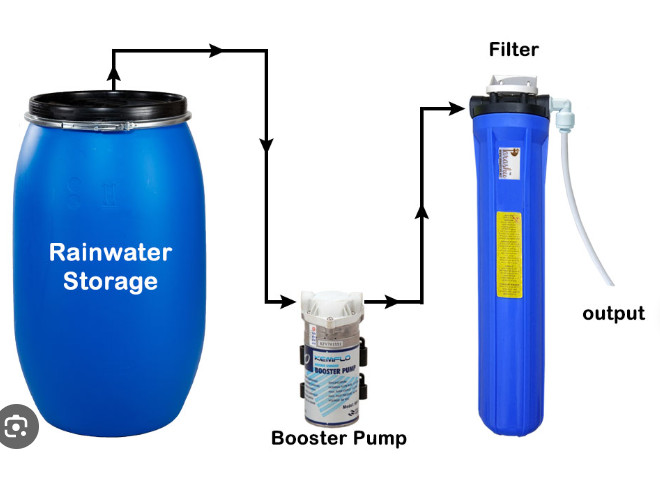 Filter
Rainwater
Storage
output
KEMFLO
BOOSTER PUMP
Booster Pump